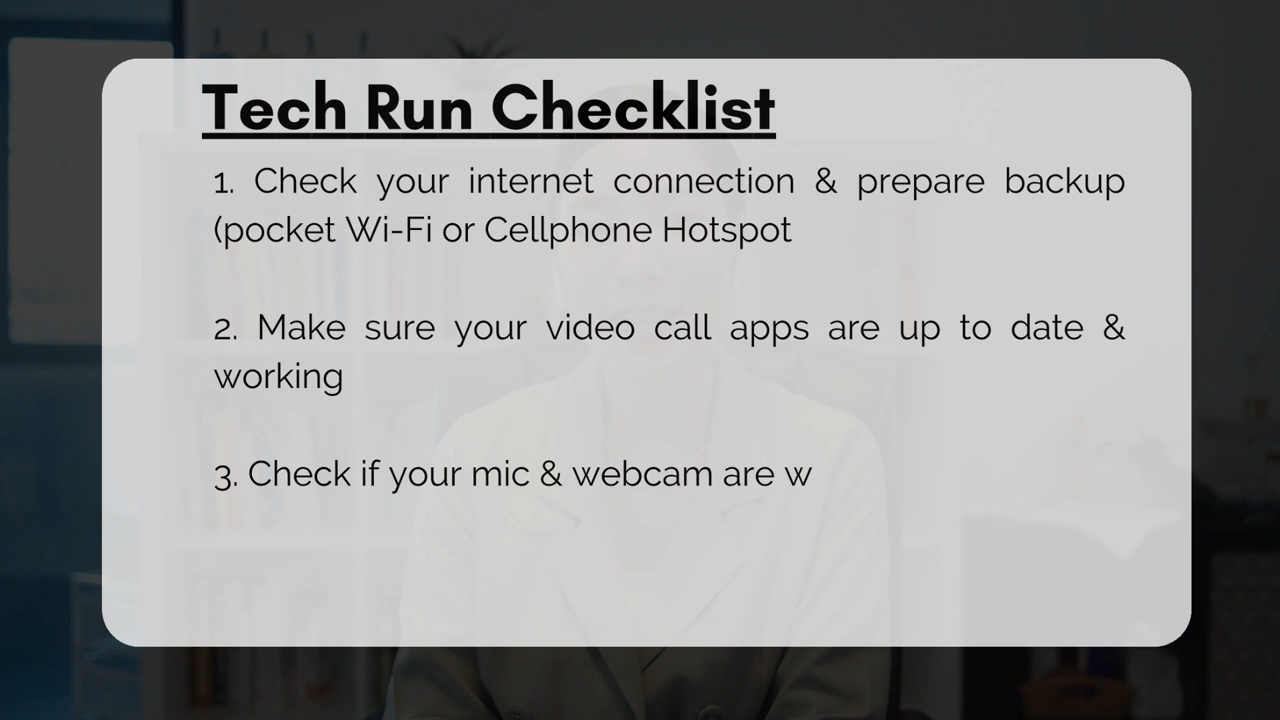 Tech Run Checklist
1. Check your internet connection & prepare backup
(pocket Wi-Fi or Cellphone Hotspot
2. Make sure your video call apps are up to date &
working
3. Check if your mic & webcam are w